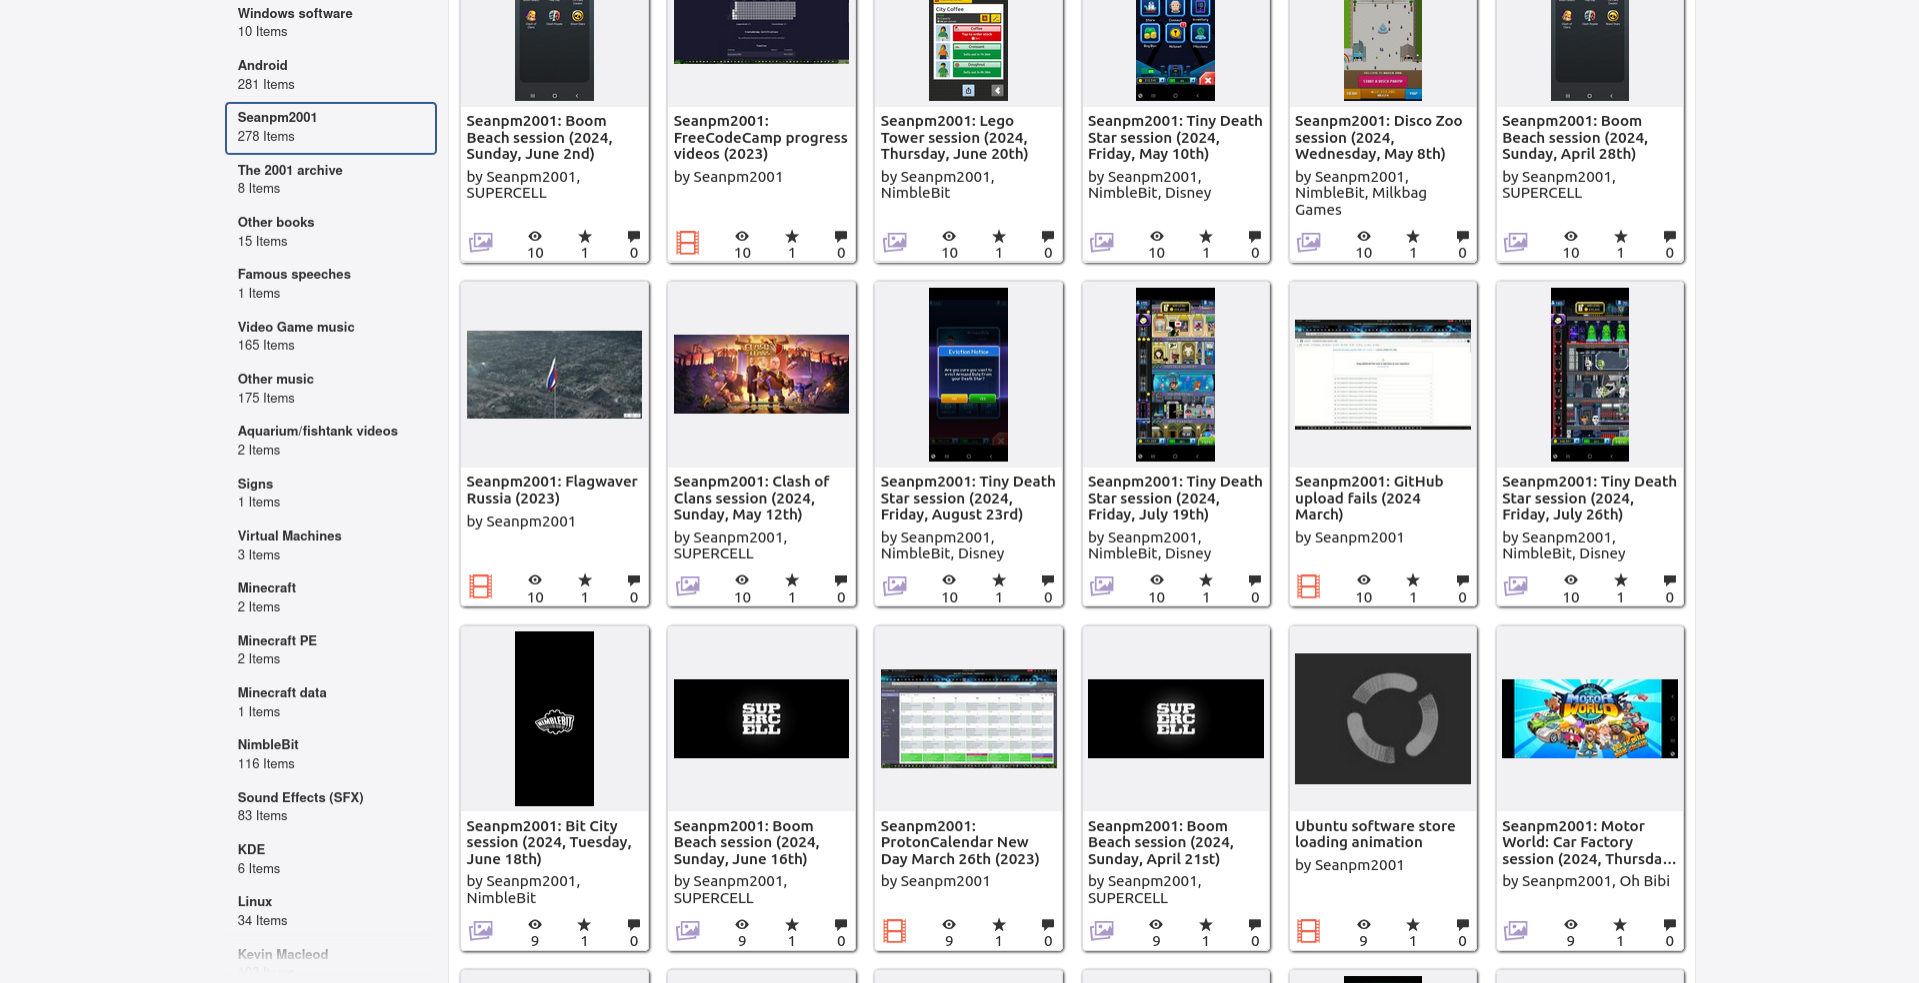 Windows software
10 Items
Android
281 Items
Seanpm2001
278 Items
The 2001 archive
8 Items
Other books
15 Items
Famous speeches
1 Items
Video Game music
165 Items
Other music
175 Items
Aquarium/fishtank videos
2 Items
Signs
1 Items
Virtual Machines
3 Items
Minecraft
2 Items
Minecraft PE
2 Items
Minecraft data
1 Items
NimbleBit
116 Items
Sound Effects (SFX)
83 Items
KDE
6 Items
Linux
34 Items
Kevin Macleod
City Coffee
Seanpm2001: Boom
Beach session (2024,
Sunday, June 2nd)
by Seanpm2001,
SUPERCELL
10 1 0
Seanpm2001:
FreeCodeCamp progress
videos (2023)
by Seanpm2001
10 1 0
Seanpm2001: Lego
Tower session (2024,
Thursday, June 20th)
by Seanpm2001,
NimbleBit
10 1 0
Seanpm2001: Tiny Death
Star session (2024,
Friday, May 10th)
by Seanpm2001,
NimbleBit, Disney
10 1 0
Seanpm2001: Disco Zoo
session (2024,
Wednesday, May 8th)
by Seanpm2001,
NimbleBit, Milkbag
Games
10 1 0
Seanpm2001: Boom
Beach session (2024,
Sunday, April 28th)
by Seanpm2001,
SUPERCELL
10 1 0
Seanpm2001: Flagwaver
Russia (2023)
by Seanpm2001
10 1 0
Seanpm2001: Clash of
Clans session (2024,
Sunday, May 12th)
by Seanpm2001,
SUPERCELL
10 1 0
Eviction Notice
Seanpm2001: Tiny Death
Star session (2024,
Friday, August 23rd)
by Seanpm2001,
NimbleBit, Disney
10 1 0
Seanpm2001: Tiny Death
Star session (2024,
Friday, July 19th)
by Seanpm2001,
NimbleBit, Disney
10 1 0
Seanpm2001: GitHub
upload fails (2024
March)
by Seanpm2001
10 1 0
Seanpm2001: Tiny Death
Star session (2024,
Friday, July 26th)
by Seanpm2001,
NimbleBit, Disney
10 1 0
NIMBLEBIT
Seanpm2001: Bit City
session (2024, Tuesday,
June 18th)
by Seanpm2001,
NimbleBit
9 1 0
SUP
ERC
ELL
Seanpm2001: Boom
Beach session (2024,
Sunday, June 16th)
by Seanpm2001,
SUPERCELL
9 1 0
Seanpm2001:
ProtonCalendar New
Day March 26th (2023)
by Seanpm2001
9 1 0
SUP
ERC
ELL
Seanpm2001: Boom
Beach session (2024,
Sunday, April 21st)
by Seanpm2001,
SUPERCELL
9 1 0
Ubuntu software store
loading animation
by Seanpm2001
9 1 0
MOTOR
WORLD
Seanpm2001: Motor
World: Car Factory
session (2024, Thursda...
by Seanpm2001, Oh Bibi
9 1 0